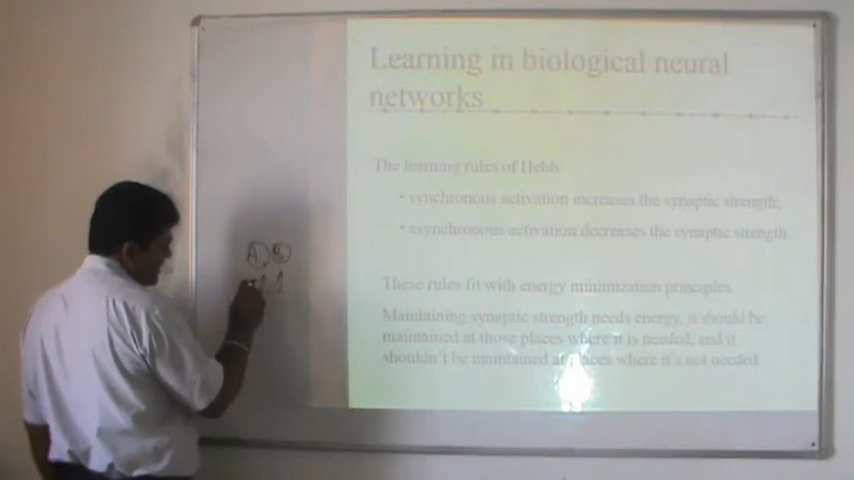 Learning in biological neural
networks
The learning rules of Hebb
• synchronous activation increases the synaptic strength;
• asynchronous activation decreases the synaptic strength.
These rules fit with energy minimization principles.
Maintaining synaptic strength needs energy, it should be
maintained at those places where it is needed, and it
shouldn't be maintained at places where it's not needed.
A B